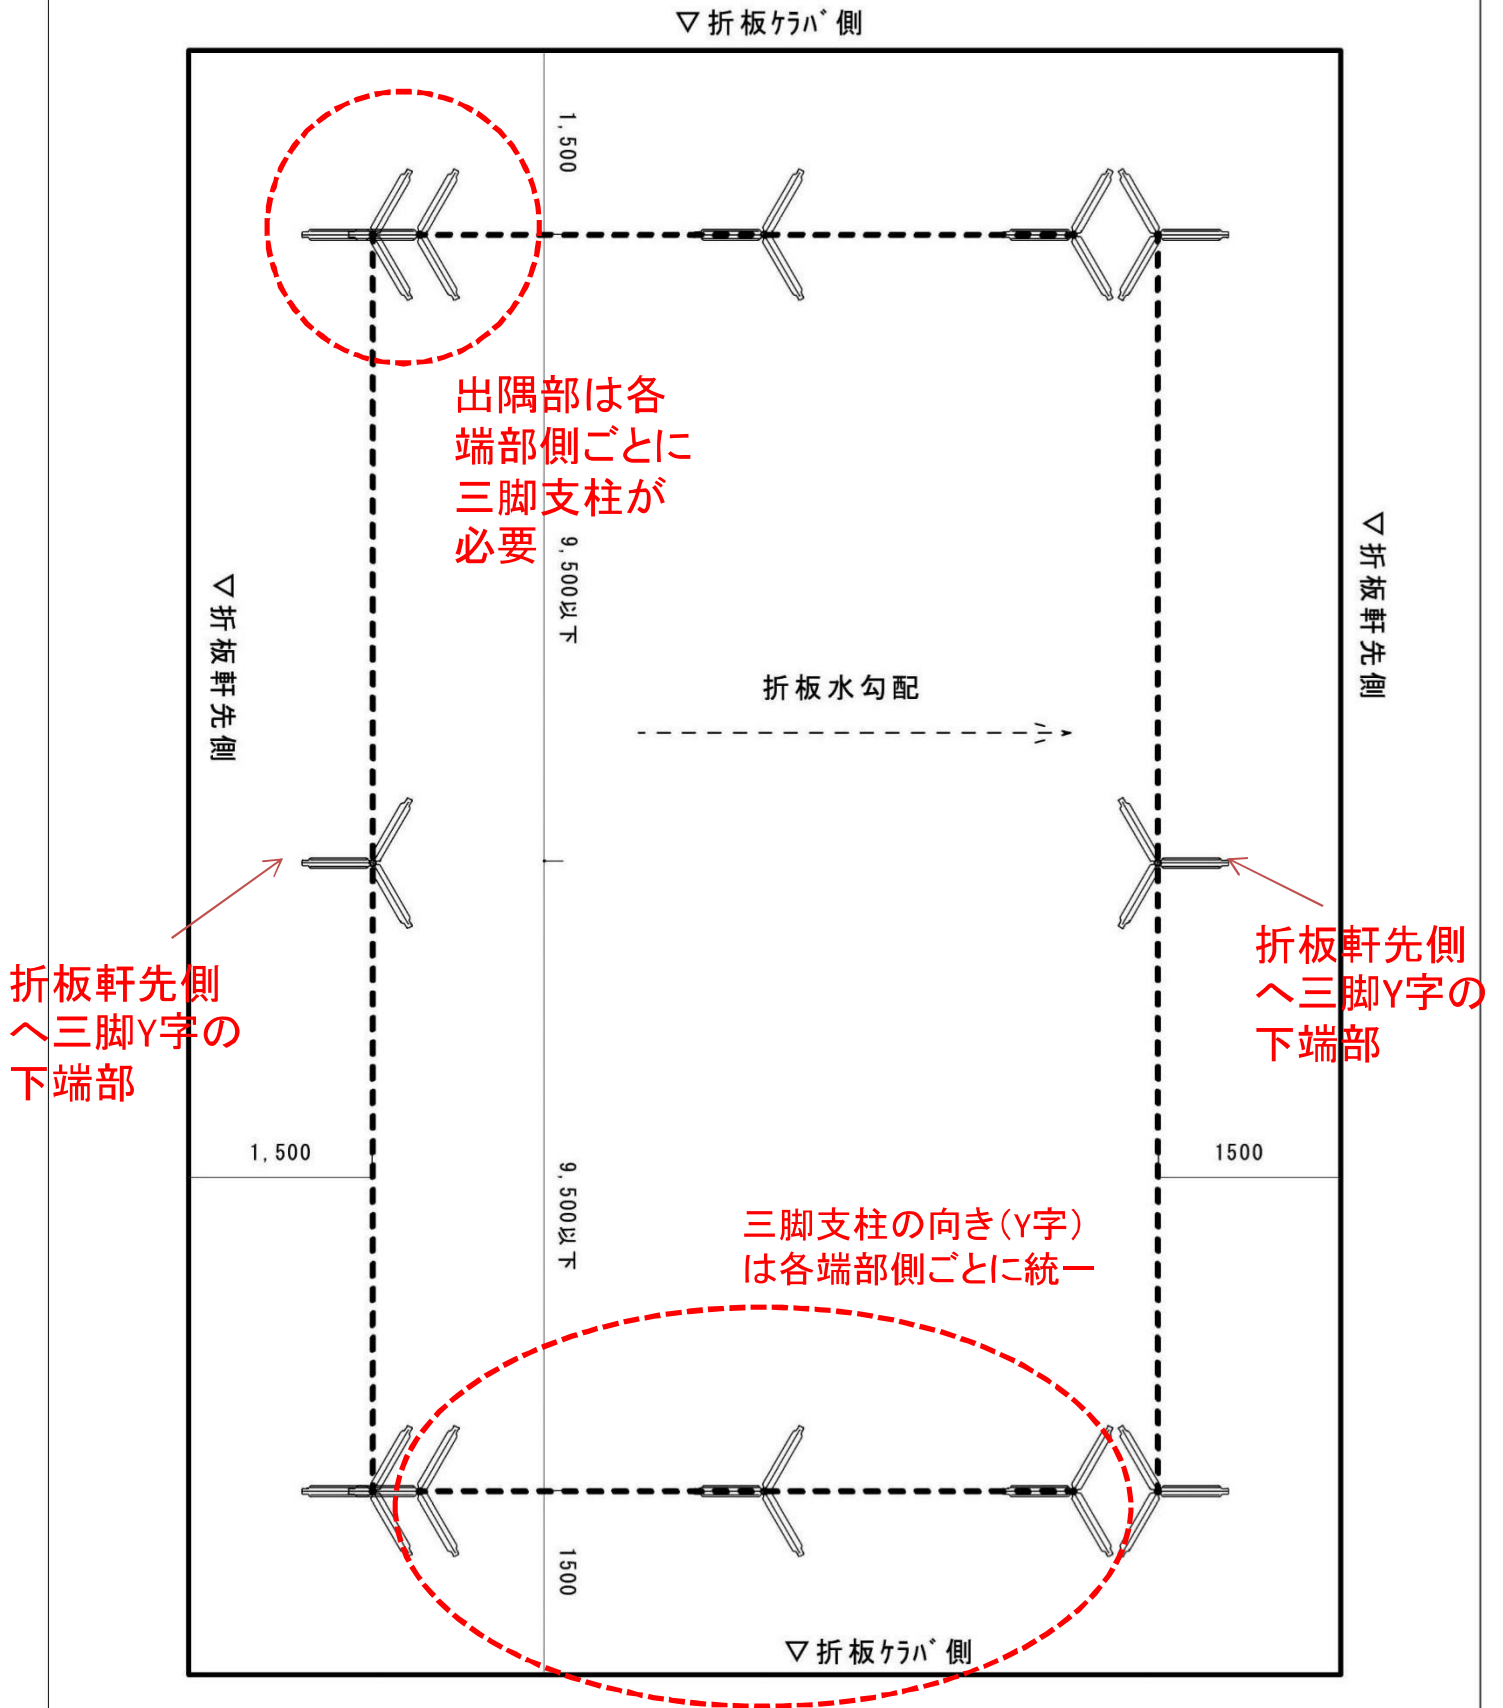 ▽折板ｹﾗﾊﾞ側
1,500
出隅部は各
端部側ごとに
三脚支柱が
必要
9,500以下
▽折板軒先側
▽折板軒先側
折板水勾配
折板軒先側
へ三脚Y字の
下端部
折板軒先側
へ三脚Y字の
下端部
1,500
1500
9,500以下
三脚支柱の向き（Y字）
は各端部側ごとに統一
1500
▽折板ｹﾗﾊﾞ側